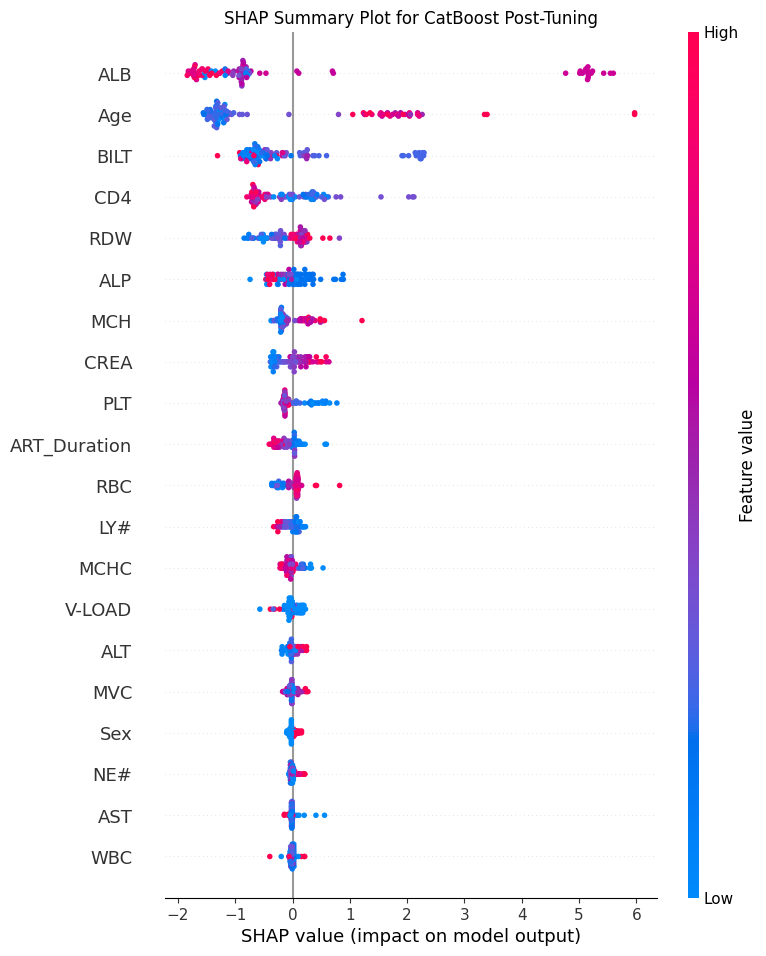 SHAP Summary Plot for CatBoost Post-Tuning
High
ALB
Age
BILT
CD4
RDW
ALP
MCH
CREA
PLT
ART_Duration
RBC
LY#
MCHC
V-LOAD
ALT
MVC
Sex
NE#
AST
WBC
Feature value
Low
−2 −1 0 1 2 3 4 5 6
SHAP value (impact on model output)